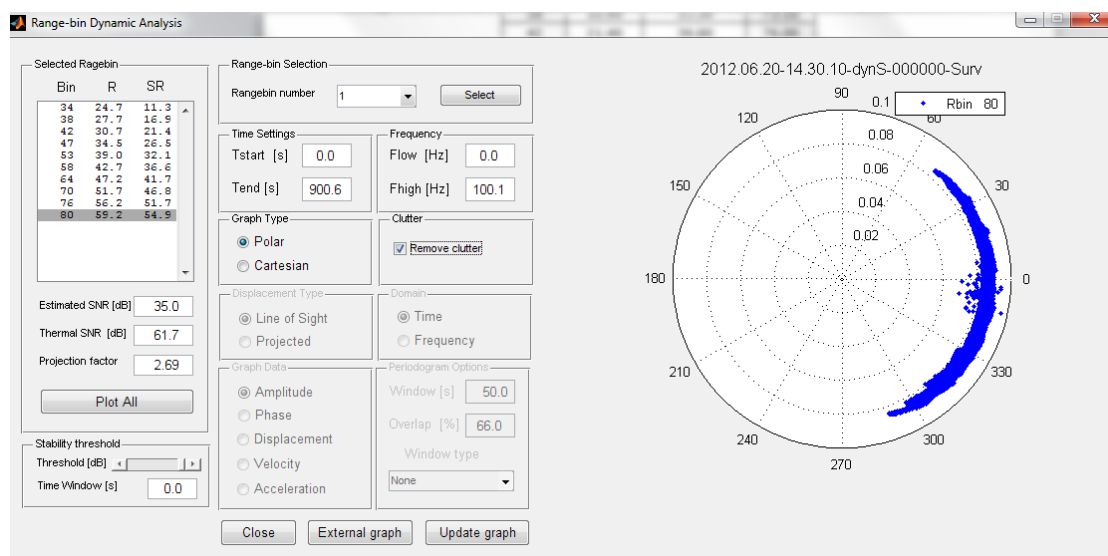 Range-bin Dynamic Analysis
Selected Ragebin
Bin R SR
34 24.7 11.3
38 27.7 16.9
42 30.7 21.4
47 34.5 26.5
53 39.0 32.1
58 42.7 36.6
64 47.2 41.7
70 51.7 46.8
76 56.2 51.7
80 59.2 54.9
Estimated SNR [dB] 35.0
Thermal SNR [dB] 61.7
Projection factor 2.69
Plot All
Stability threshold
Threshold [dB]
Time Window [s] 0.0
Range-bin Selection
Rangebin number 1 Select
Time Settings
Tstart [s] 0.0
Tend [s] 900.6
Frequency
Flow [Hz] 0.0
Fhigh [Hz] 100.1
Graph Type
Polar
Cartesian
Clutter
Remove clutter
Displacement Type
Line of Sight
Projected
Domain
Time
Frequency
Graph Data
Amplitude
Phase
Displacement
Velocity
Acceleration
Periodogram Options
Window [s] 50.0
Overlap [%] 66.0
Window type
None
Close External graph Update graph
2012.06.20-14.30.10-dynS-000000-Surv
90 0.1 Rbin 80
120 60
0.08
150 0.06 30
0.04
0.02
180 0
210 330
240 300
270